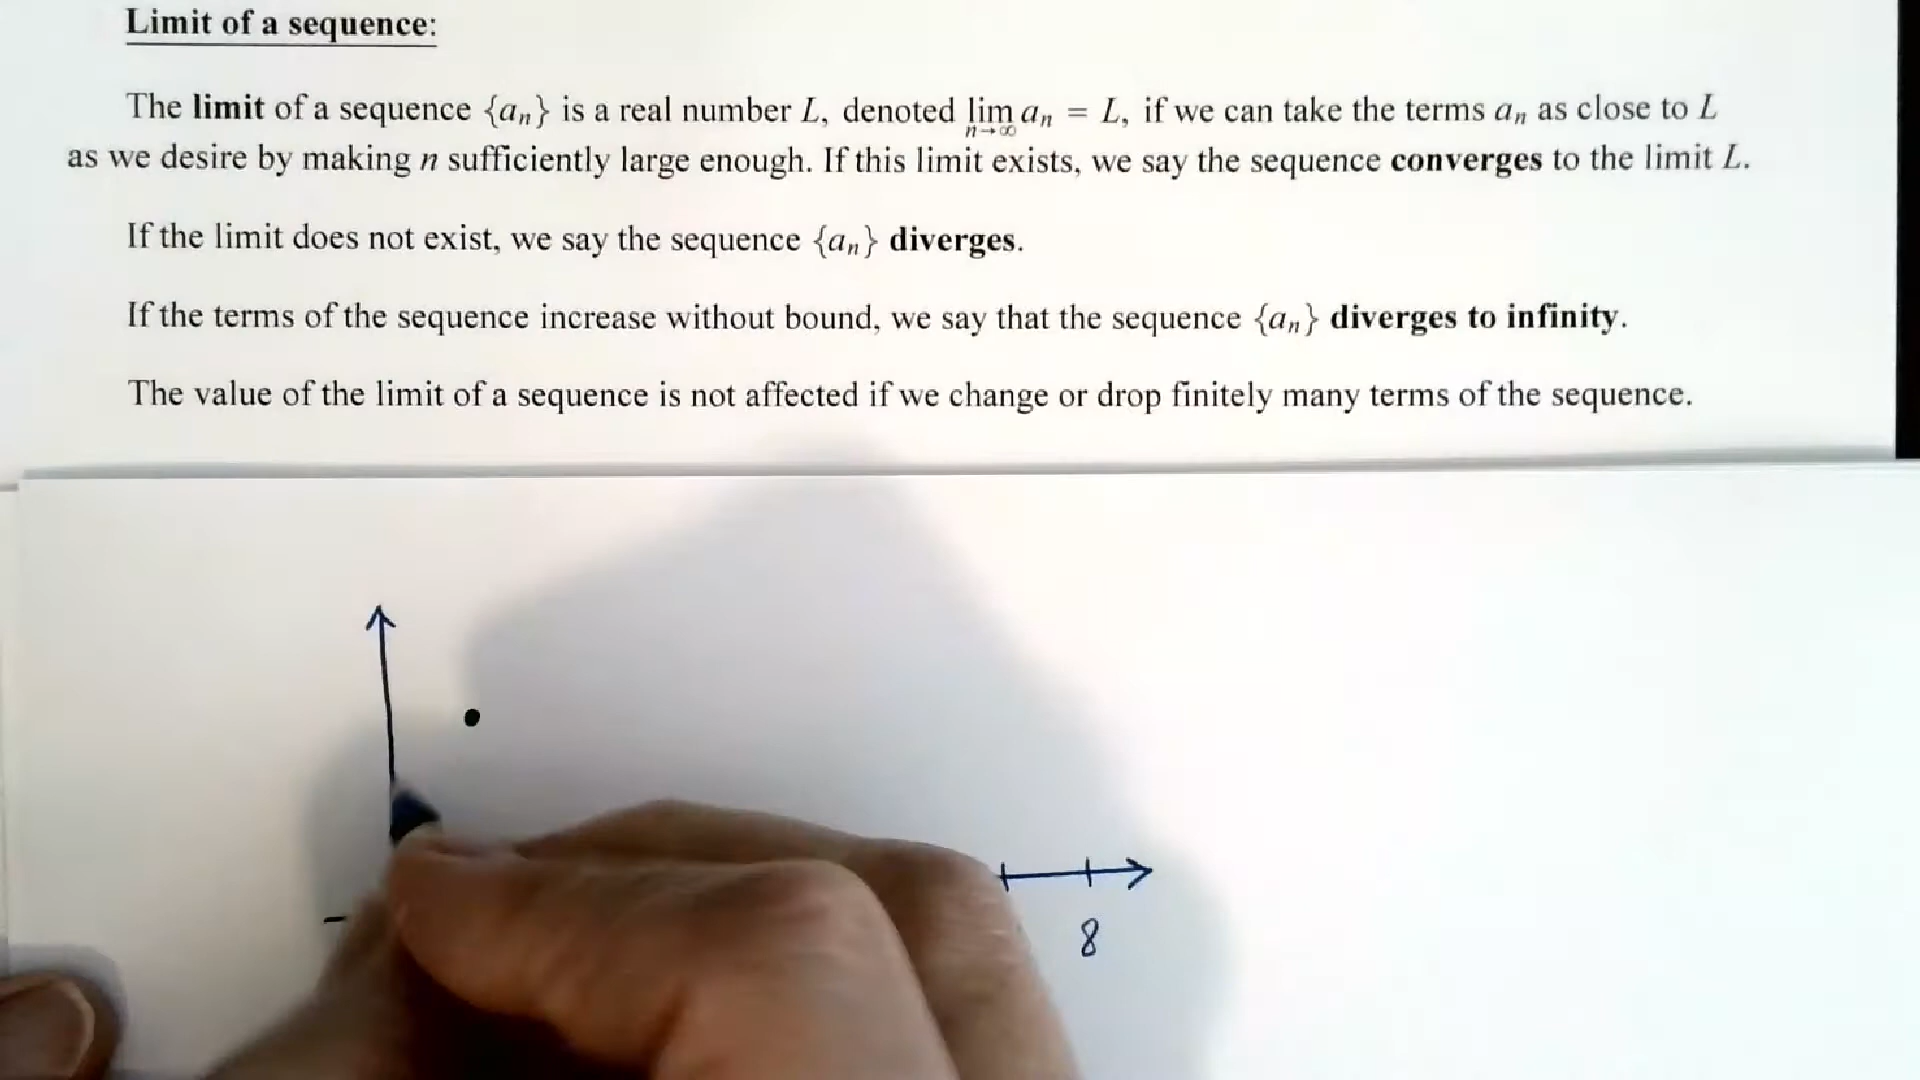 Limit of a sequence:
The limit of a sequence {aₙ} is a real number L, denoted lim aₙ = L, if we can take the terms aₙ as close to L
n→∞
as we desire by making n sufficiently large enough. If this limit exists, we say the sequence converges to the limit L.
If the limit does not exist, we say the sequence {aₙ} diverges.
If the terms of the sequence increase without bound, we say that the sequence {aₙ} diverges to infinity.
The value of the limit of a sequence is not affected if we change or drop finitely many terms of the sequence.
8